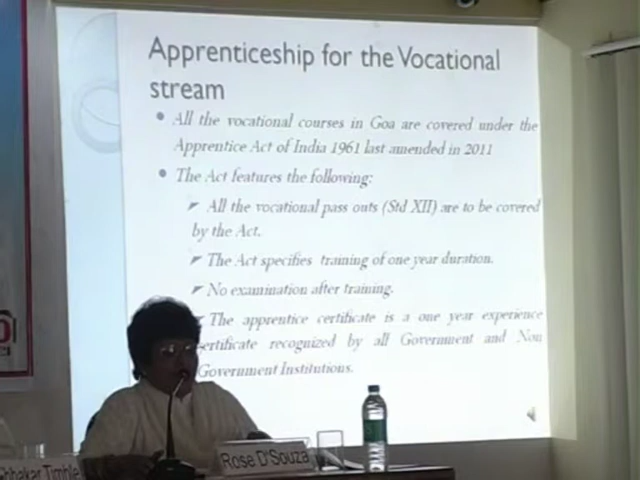 Apprenticeship for the Vocational
stream
All the vocational courses in Goa are covered under the
Apprentice Act of India 1961 last amended in 2011
The Act features the following:
All the vocational pass outs (Std XII) are to be covered
by the Act.
The Act specifies training of one year duration.
No examination after training.
The apprentice certificate is a one year experience
ertificate recognized by all Government and Non
Government Institutions.
Rose D'Souza